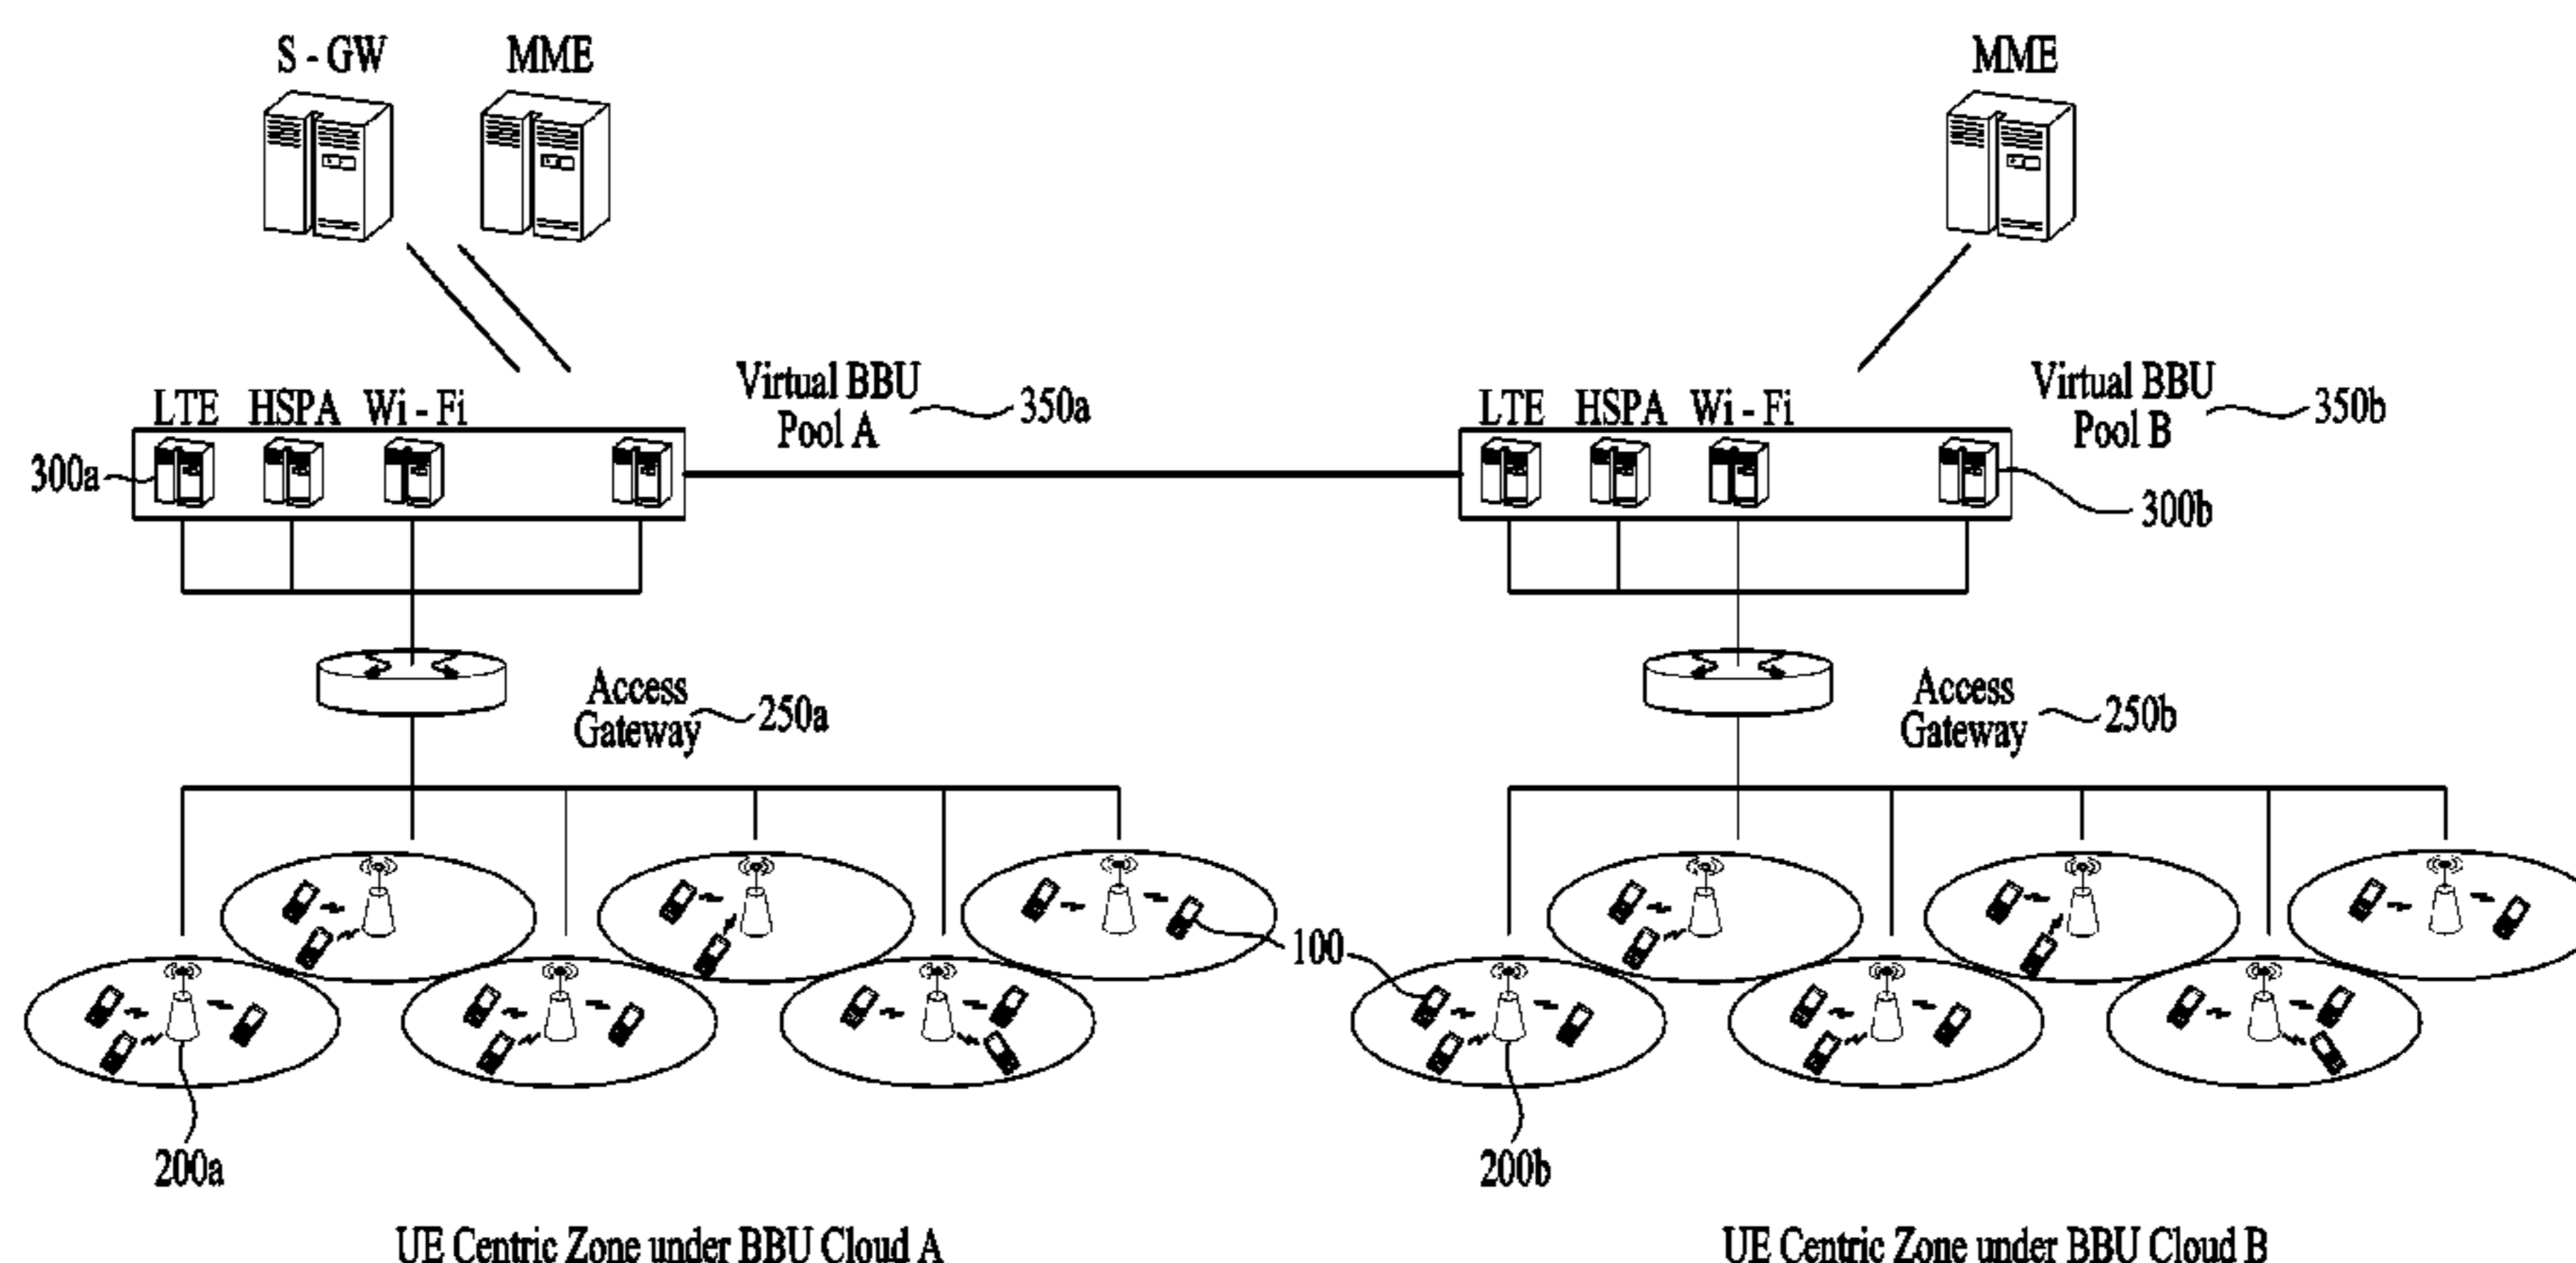 S - GW
MME
MME
Virtual BBU
Pool A
350a
Virtual BBU
Pool B
350b
LTE HSPA Wi - Fi
LTE HSPA Wi - Fi
300a
300b
Access
Gateway
250a
Access
Gateway
250b
100
200a
200b
UE Centric Zone under BBU Cloud A
UE Centric Zone under BBU Cloud B